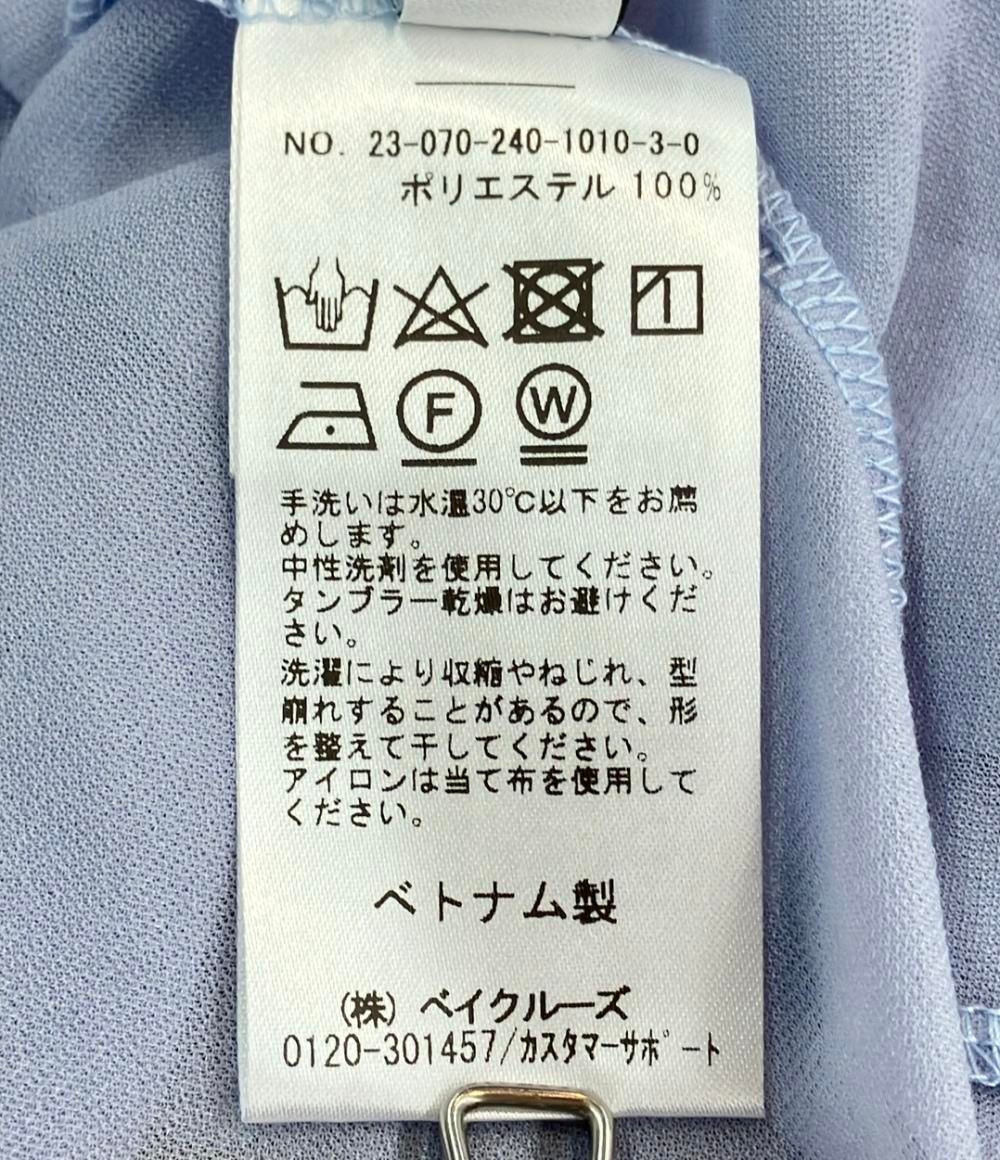 NO. 23-070-240-1010-3-0
ポリエステル 100%
F
W
手洗いは水温30℃以下をお薦
めします。
中性洗剤を使用してください。
タンブラー乾燥はお避けくだ
さい。
洗濯により収縮やねじれ、型
崩れすることがあるので、形
を整えて干してください。
アイロンは当て布を使用して
ください。
ベトナム製
(株) ベイクルーズ
0120-301457/ｶｽﾀﾏｰｻﾎﾟｰﾄ